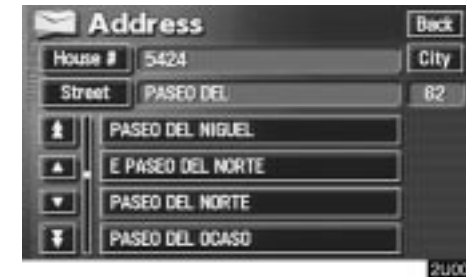 Address Back
House # 5424 City
Street PASEO DEL 82
PASEO DEL NIGUEL
E PASEO DEL NORTE
PASEO DEL NORTE
PASEO DEL OCASO